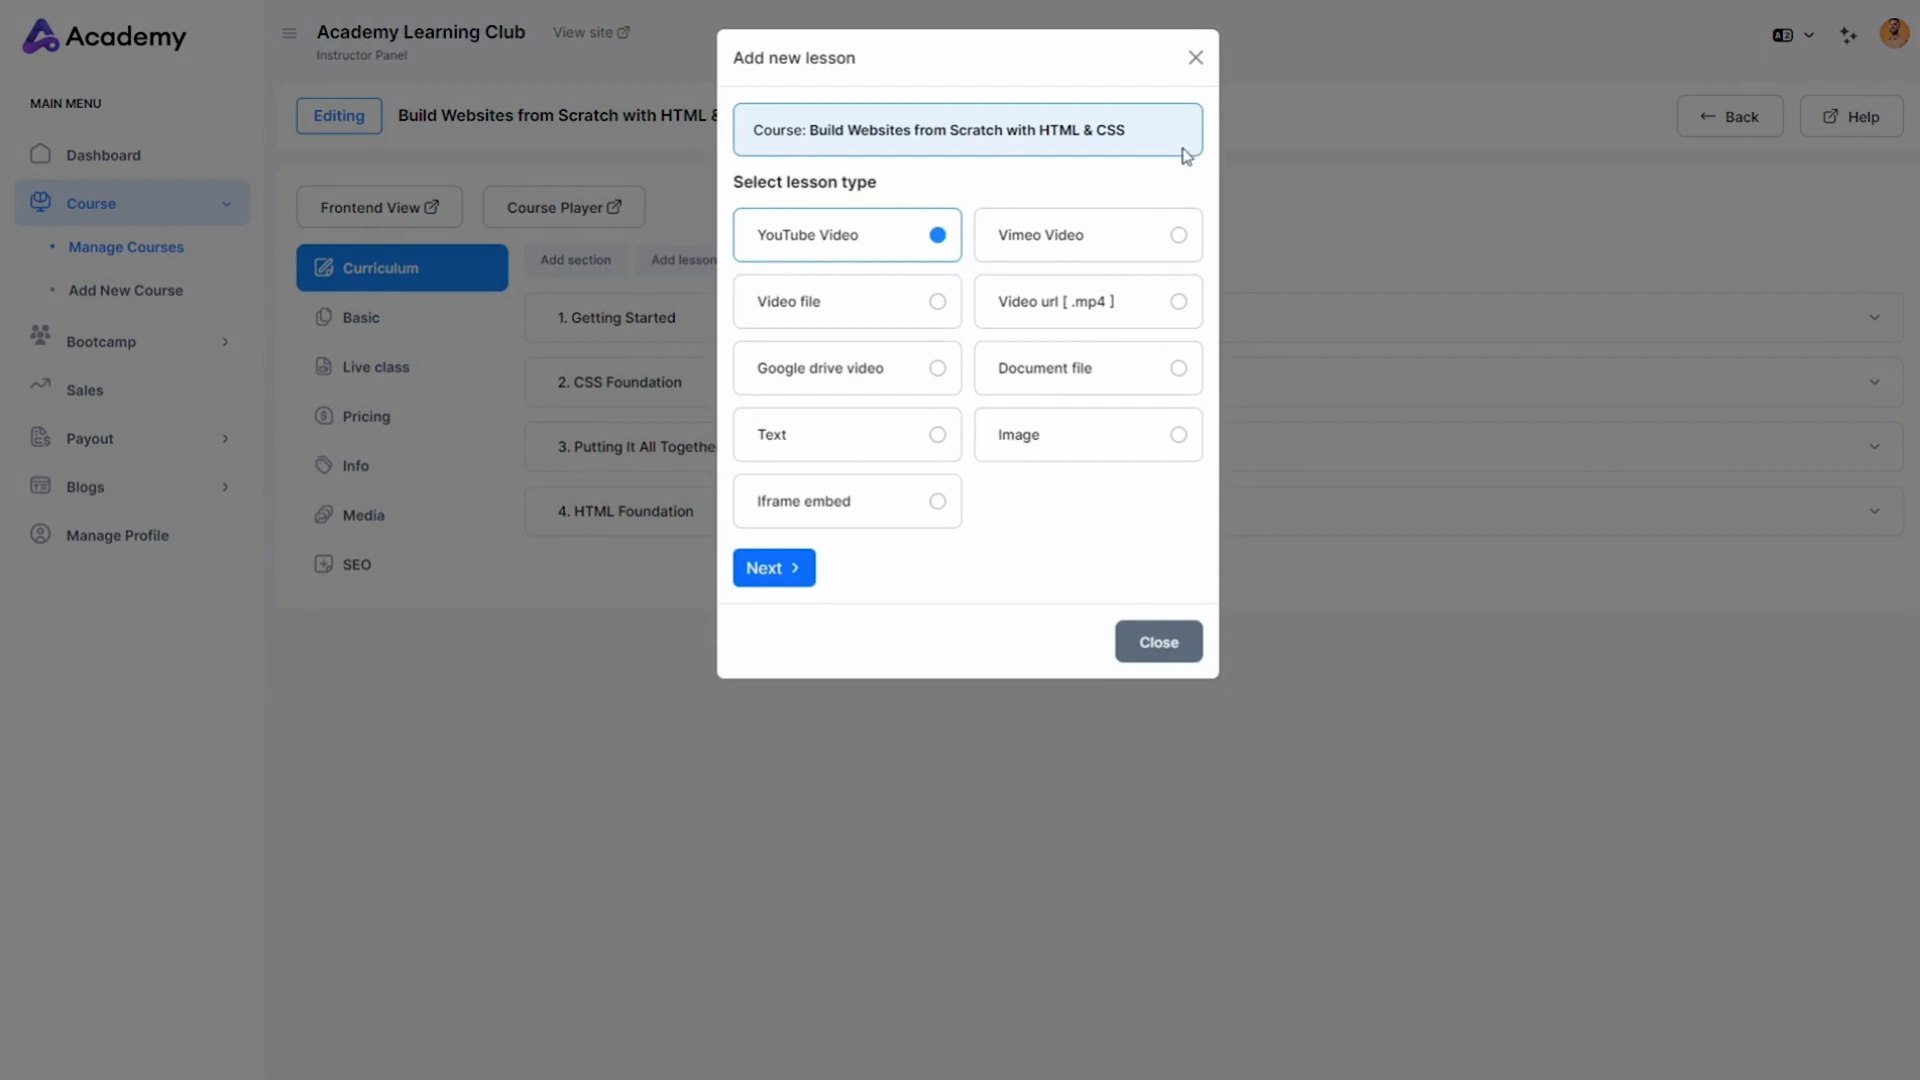 Academy
MAIN MENU
Dashboard
Course
Manage Courses
Add New Course
Bootcamp
Sales
Payout
Blogs
Manage Profile
Academy Learning Club
View site
Instructor Panel
Editing
Build Websites from Scratch with HTML &
Back
Help
Frontend View
Course Player
Curriculum
Basic
Live class
Pricing
Info
Media
SEO
Add section
Add lesson
1. Getting Started
2. CSS Foundation
3. Putting It All Togethe
4. HTML Foundation
Add new lesson
Course: Build Websites from Scratch with HTML & CSS
Select lesson type
YouTube Video
Vimeo Video
Video file
Video url [ .mp4 ]
Google drive video
Document file
Text
Image
Iframe embed
Next
Close